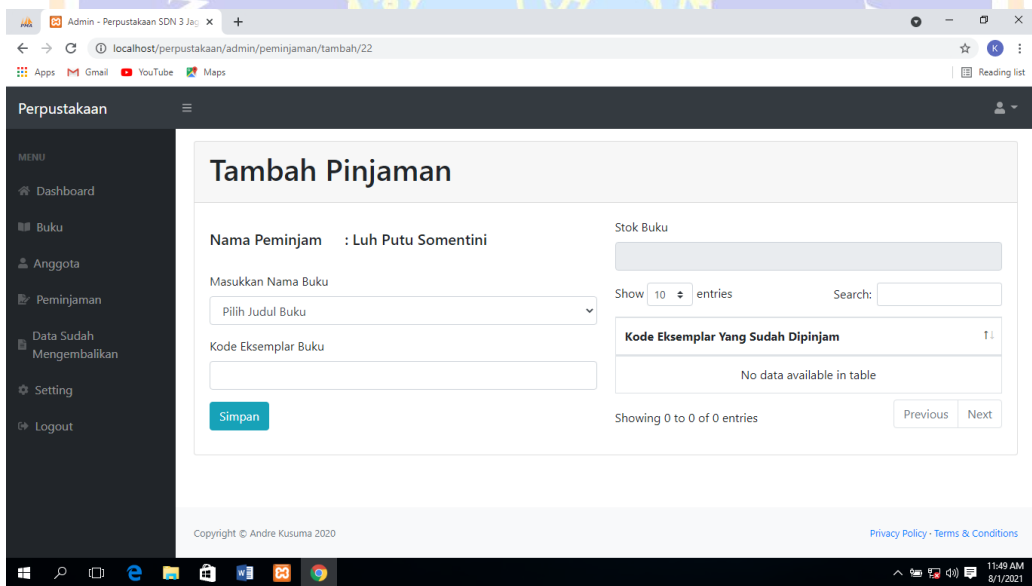 Admin - Perpustakaan SDN 3 Jag
localhost/perpustakaan/admin/peminjaman/tambah/22
K
Apps Gmail YouTube Maps Reading list
Perpustakaan
MENU
Dashboard
Buku
Anggota
Peminjaman
Data Sudah
Mengembalikan
Setting
Logout
Tambah Pinjaman
Nama Peminjam : Luh Putu Somentini
Masukkan Nama Buku
Pilih Judul Buku
Kode Eksemplar Buku
Simpan
Stok Buku
Show 10 entries Search:
Kode Eksemplar Yang Sudah Dipinjam
No data available in table
Showing 0 to 0 of 0 entries Previous Next
Copyright © Andre Kusuma 2020 Privacy Policy · Terms & Conditions
11:49 AM
8/1/2021